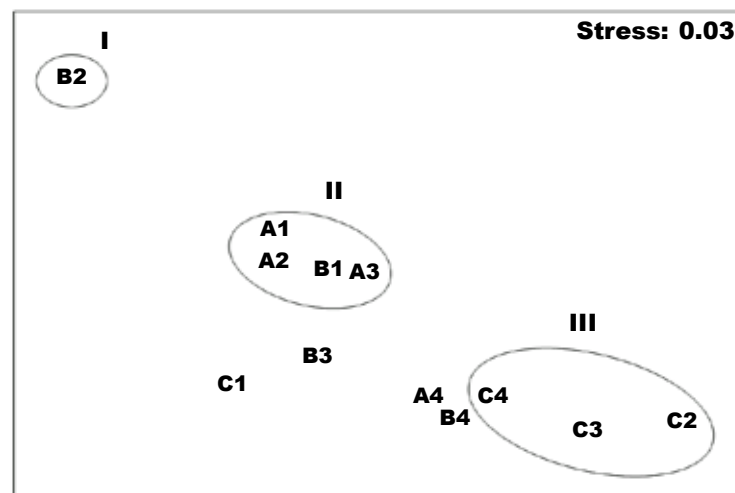 Stress: 0.03
I
B2
II
A1
A2 B1 A3
III
B3
C1
A4 C4
B4
C3 C2